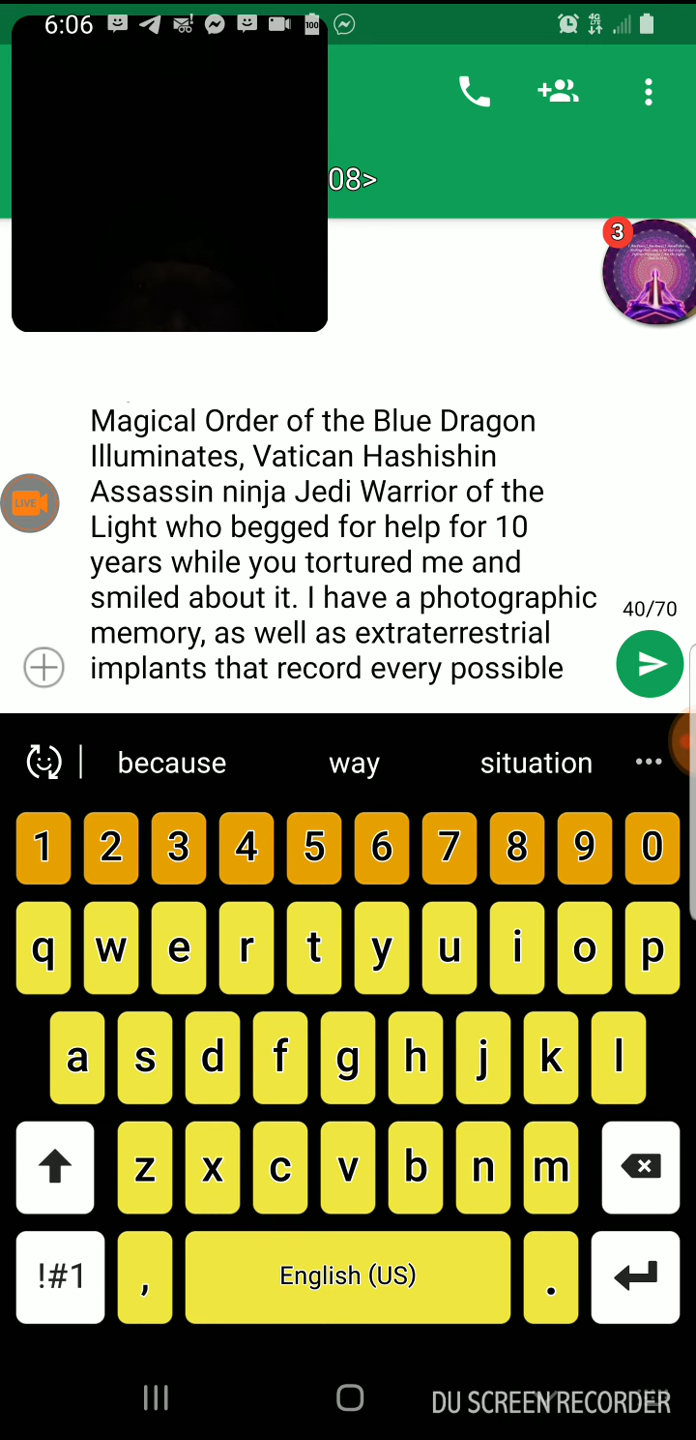 6:06
100
4G
08>
3
Magical Order of the Blue Dragon
Illuminates, Vatican Hashishin
Assassin ninja Jedi Warrior of the
Light who begged for help for 10
years while you tortured me and
smiled about it. I have a photographic
memory, as well as extraterrestrial
implants that record every possible
LIVE
40/70
because way situation
1 2 3 4 5 6 7 8 9 0
q w e r t y u i o p
a s d f g h j k l
z x c v b n m
!#1 , English (US) .
DU SCREEN RECORDER